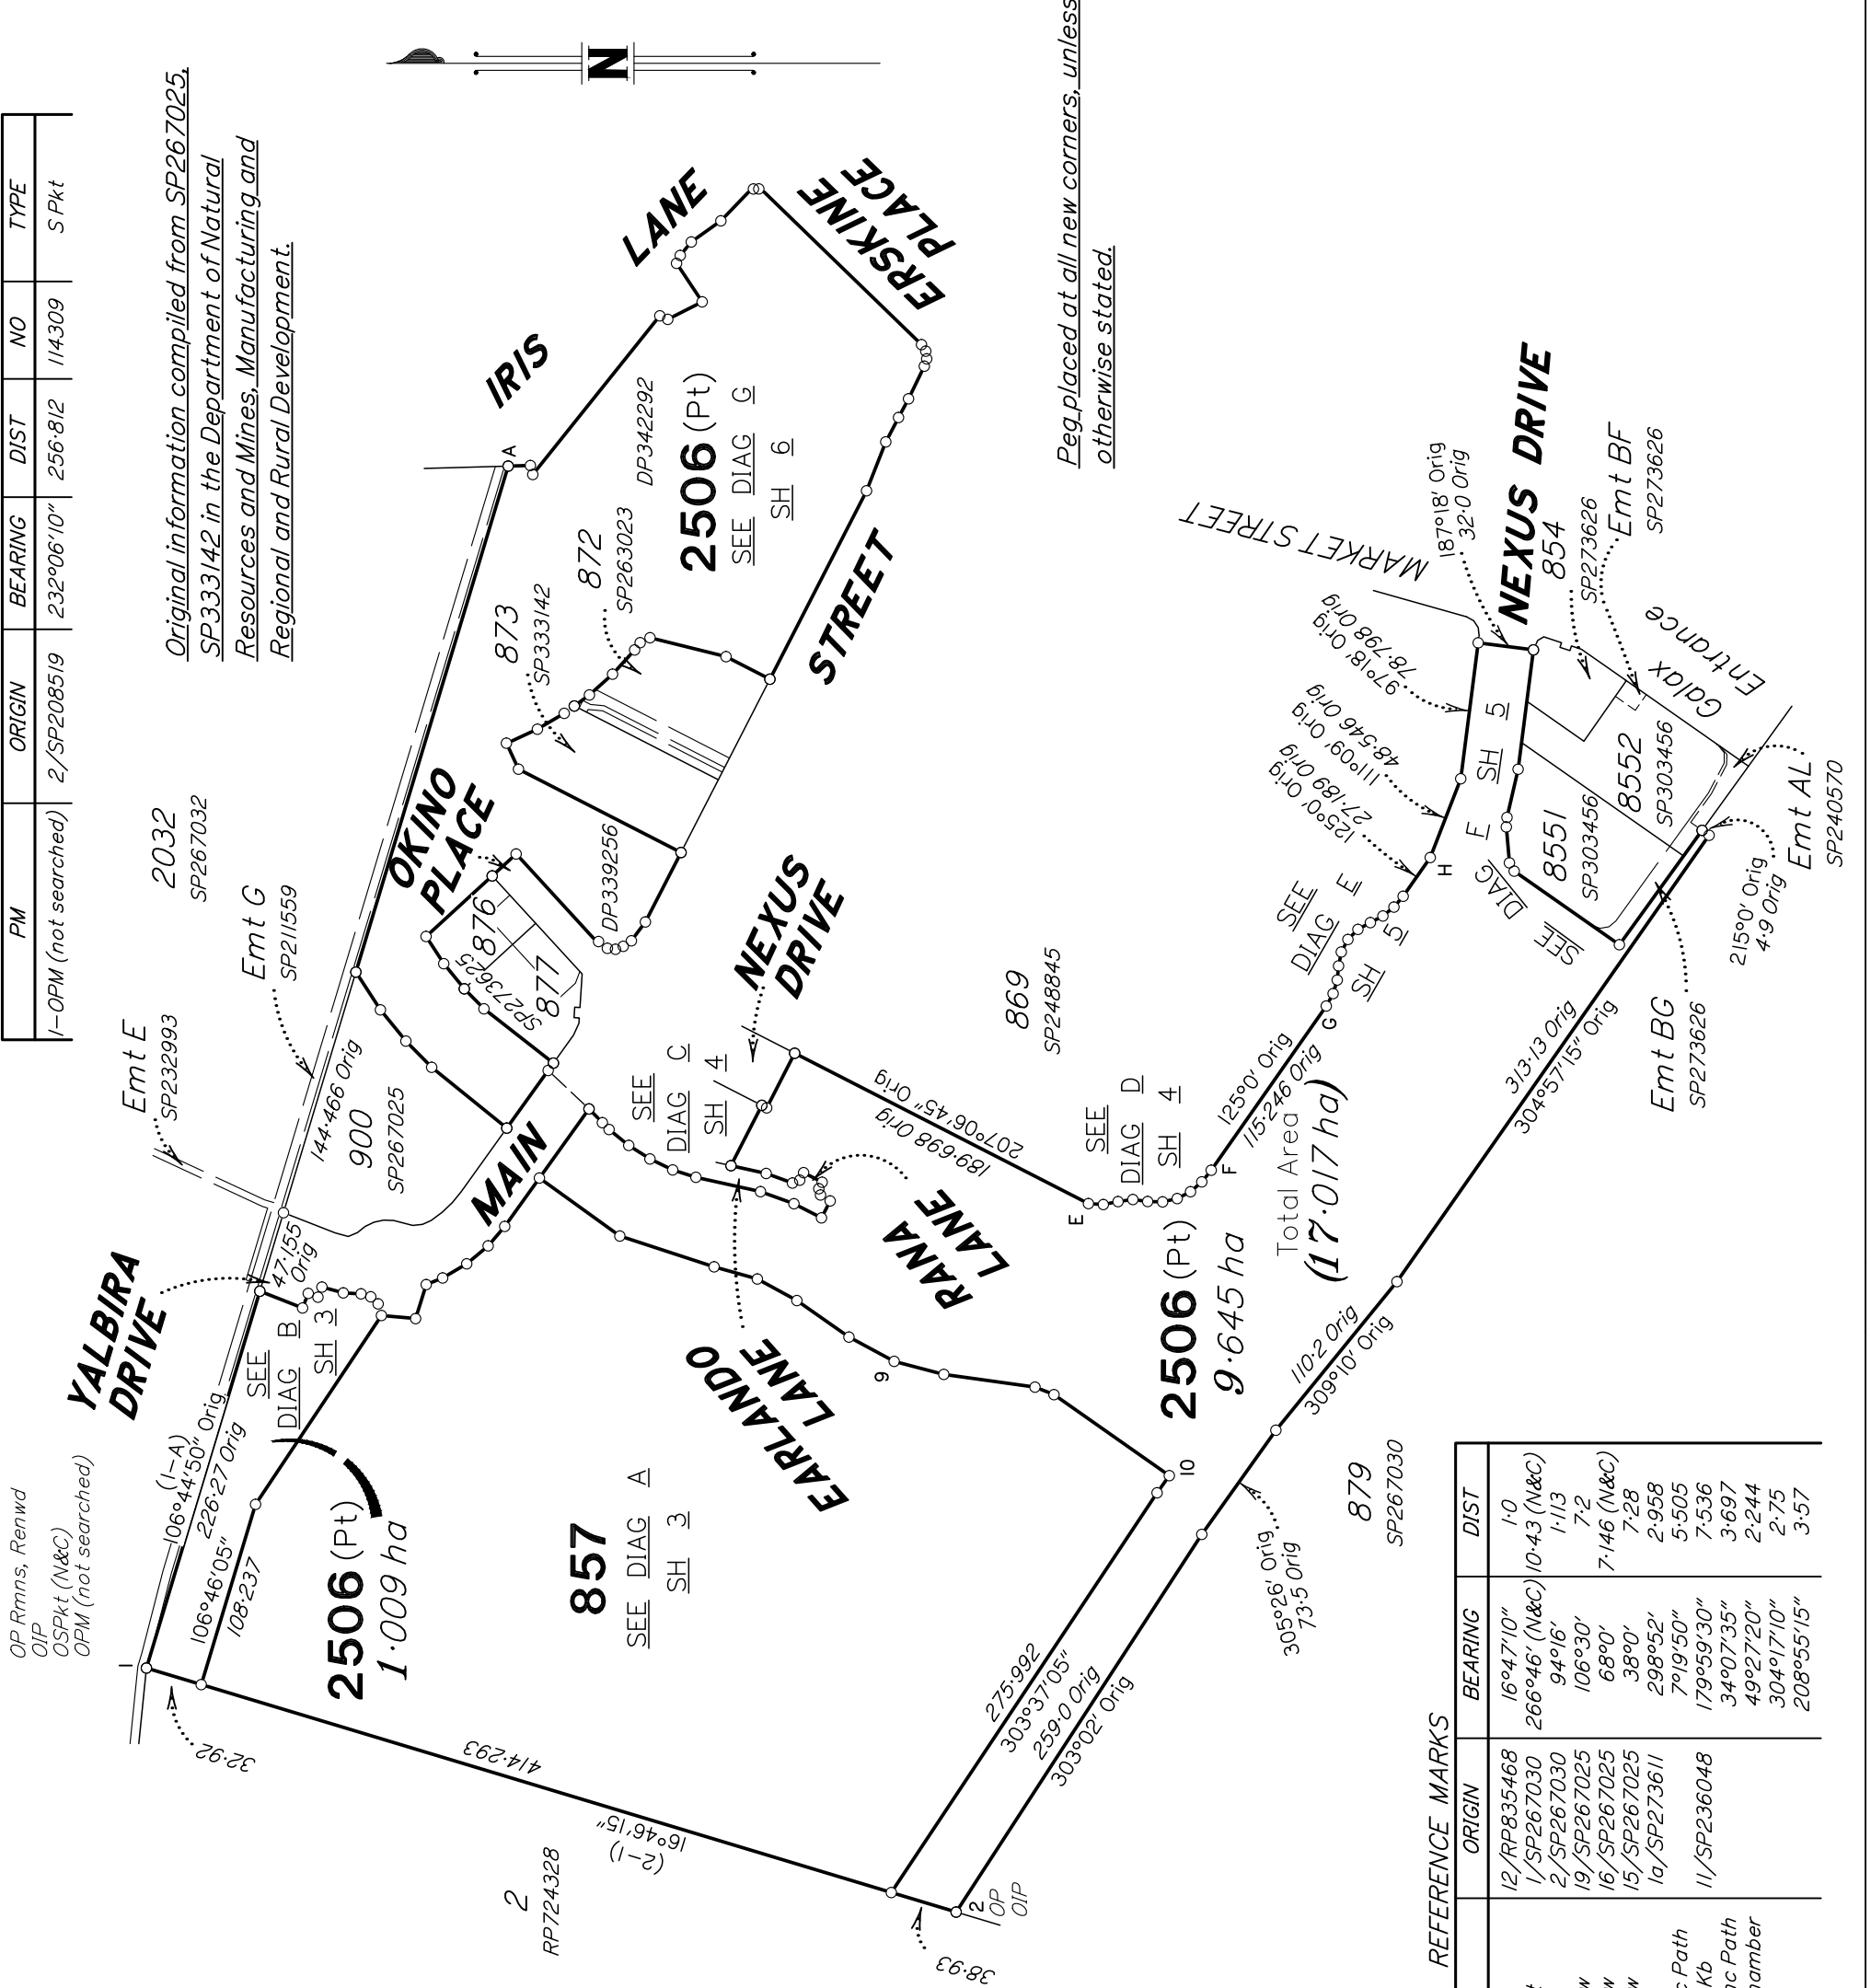 PM ORIGIN BEARING DIST NO TYPE
1-OPM (not searched) 2/SP208519 232°06'10" 256·812 114309 S Pkt
Original information compiled from SP267025,
SP333142 in the Department of Natural
Resources and Mines, Manufacturing and
Regional and Rural Development.
N
Peg placed at all new corners, unless
otherwise stated.
OP Rmns, Renwd
OIP
OSPkt (N&C)
OPM (not searched)
1
YALBIRA
DRIVE
Emt E
SP232993
Emt G
SP211559
2032
SP267032
(1-A)
106°44'50" Orig
226·27 Orig
47·155
Orig
144·466 Orig
900
SP267025
106°46'05"
108·237
SEE
DIAG B
SH 3
2506 (Pt)
1·009 ha
32·92
414·293
16°46'15"
(2-1)
2
RP724328
38·93
2
OP
OIP
857
SEE DIAG A
SH 3
MAIN
STREET
OKINO
PLACE
876
877
SP273625
DP339256
873
SP333142
872
SP263023
DP342292
2506 (Pt)
SEE DIAG G
SH 6
A
IRIS
LANE
ERSKINE
PLACE
SEE
DIAG C
SH 4
NEXUS
DRIVE
EARLANDO
LANE
RANA
LANE
9
10
275·992
303°37'05"
259·0 Orig
303°02' Orig
207°06'45" Orig
189·698 Orig
869
SP248845
E
SEE
DIAG D
SH 4
F
2506 (Pt)
9·645 ha
Total Area
(17·017 ha)
125°0' Orig
115·246 Orig
G
SEE
DIAG E
SH 5
H
125°0' Orig
27·189 Orig
111°09' Orig
48·546 Orig
97°18' Orig
78·798 Orig
MARKET STREET
187°18' Orig
32·0 Orig
NEXUS DRIVE
854
SP273626
Emt BF
SP273626
Galax
Entrance
SEE
DIAG F
SH 5
8551
SP303456
8552
SP303456
Emt AL
SP240570
215°0' Orig
4·9 Orig
Emt BG
SP273626
313·13 Orig
304°57'15" Orig
110·2 Orig
309°10' Orig
305°26' Orig
73·5 Orig
879
SP267030
REFERENCE MARKS
ORIGIN BEARING DIST
12/RP835468 16°47'10" 1·0
1/SP267030 266°46' (N&C) 10·43 (N&C)
2/SP267030 94°16' 1·113
19/SP267025 106°30' 7·2
16/SP267025 68°0' 7·146 (N&C)
15/SP267025 38°0' 7·28
1a/SP273611 298°52' 2·958
Path 7°19'50" 5·505
Kb 11/SP236048 179°59'30" 7·536
Path 34°07'35" 3·697
49°27'20" 2·244
304°17'10" 2·75
208°55'15" 3·57